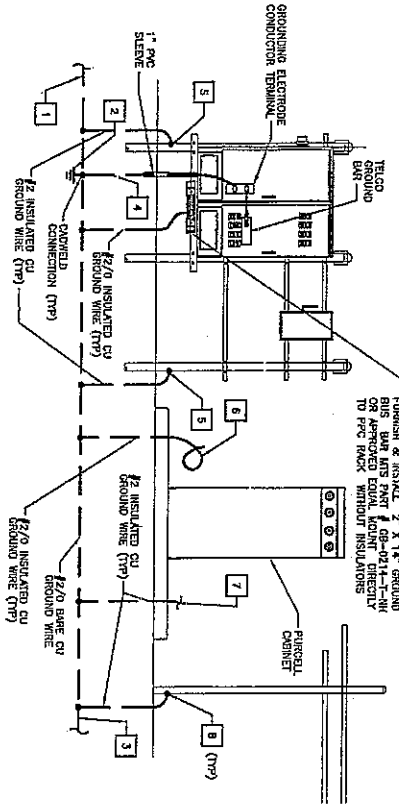 FURNISH & INSTALL 2" X 14" GROUND
BUS BAR MTS PART # GB-0214-T-NH
OR APPROVED EQUAL MOUNT DIRECTLY
TO PPC RACK WITHOUT INSULATORS
TELCO
GROUND
BAR
GROUNDING ELECTRODE
CONDUCTOR TERMINAL
1" PVC
SLEEVE
PURCELL
CABINET
5
5
6
7
8 (TYP)
1
2
4
3
#2 INSULATED CU
GROUND WIRE (TYP)
CADWELD
CONNECTION (TYP)
#2/0 INSULATED CU
GROUND WIRE (TYP)
#2 INSULATED CU
GROUND WIRE (TYP)
#2/0 INSULATED CU
GROUND WIRE (TYP)
#2/0 BARE CU
GROUND WIRE